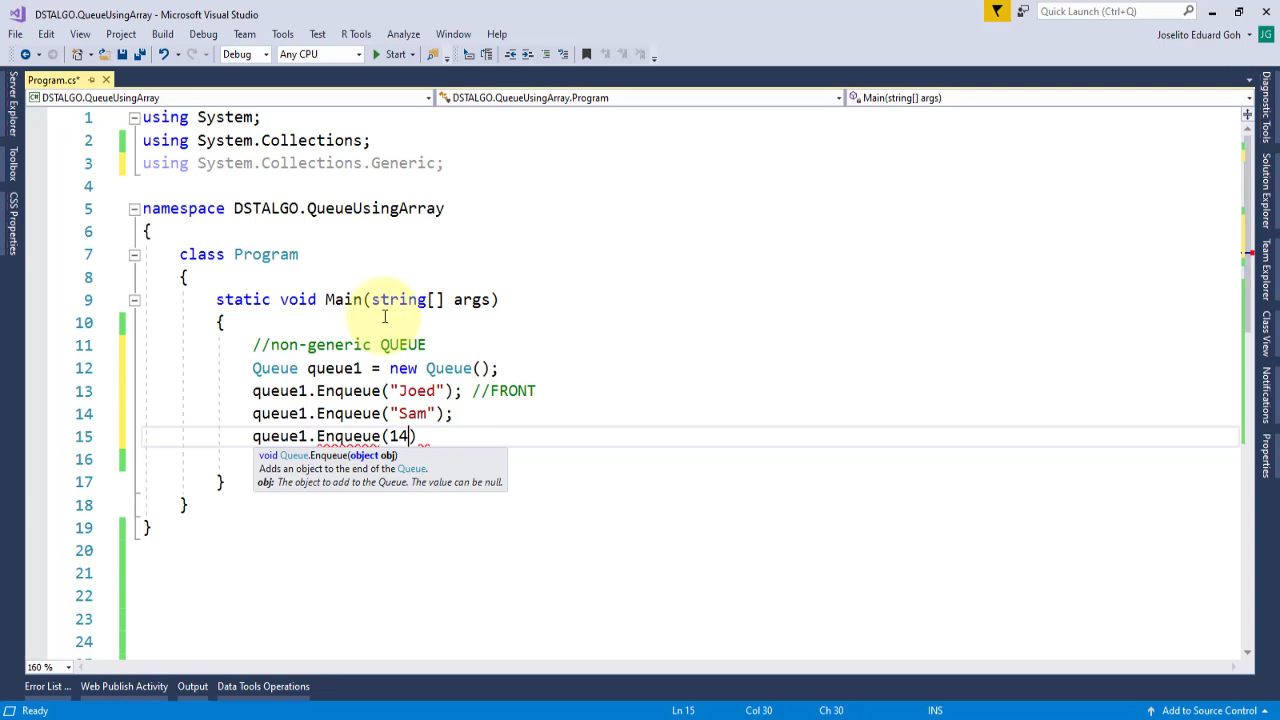 DSTALGO.QueueUsingArray - Microsoft Visual Studio
Quick Launch (Ctrl+Q)
File Edit View Project Build Debug Team Tools Test R Tools Analyze Window Help
Joselito Eduard Goh JG
Debug Any CPU Start
Program.cs*
DSTALGO.QueueUsingArray DSTALGO.QueueUsingArray.Program Main(string[] args)
Server Explorer
Toolbox
CSS Properties
1 using System;
2 using System.Collections;
3 using System.Collections.Generic;
4
5 namespace DSTALGO.QueueUsingArray
6 {
7 class Program
8 {
9 static void Main(string[] args)
10 {
11 //non-generic QUEUE
12 Queue queue1 = new Queue();
13 queue1.Enqueue("Joed"); //FRONT
14 queue1.Enqueue("Sam");
15 queue1.Enqueue(14)
void Queue.Enqueue(object obj)
Adds an object to the end of the Queue.
obj: The object to add to the Queue. The value can be null.
16
17 }
18 }
19 }
20
21
22
23
24
Diagnostic Tools
Solution Explorer
Team Explorer
Class View
Notifications
Properties
160 %
Error List ... Web Publish Activity Output Data Tools Operations
Ready Ln 15 Col 30 Ch 30 INS Add to Source Control